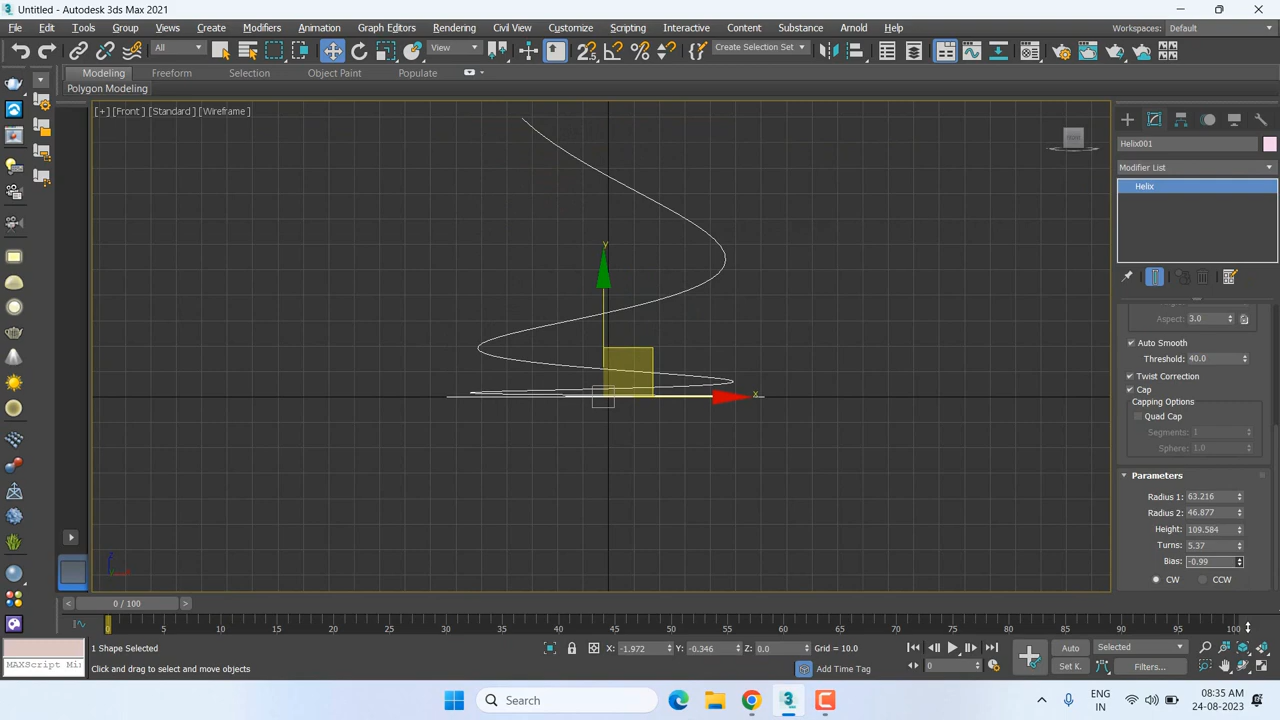 Untitled - Autodesk 3ds Max 2021
File Edit Tools Group Views Create Modifiers Animation Graph Editors Rendering Civil View Customize Scripting Interactive Content Substance Arnold Help
Workspaces: Default
All View Create Selection Set
Modeling Freeform Selection Object Paint Populate
Polygon Modeling
[+] [Front] [Standard] [Wireframe]
Helix001
Modifier List
Helix
Aspect: 3.0
Auto Smooth
Threshold: 40.0
Twist Correction
Cap
Capping Options
Quad Cap
Segments: 1
Sphere: 1.0
Parameters
Radius 1: 63.216
Radius 2: 46.877
Height: 109.584
Turns: 5.37
Bias: -0.99
CW CCW
y
x
0 / 100
0 5 10 15 20 25 30 35 40 45 50 55 60 65 70 75 80 85 90 95 100
1 Shape Selected
X: -1.972 Y: -0.346 Z: 0.0 Grid = 10.0
Auto Selected
MAXScript Mi
Click and drag to select and move objects
Add Time Tag
0
Set K. Filters...
Search
ENG
IN
08:35 AM
24-08-2023